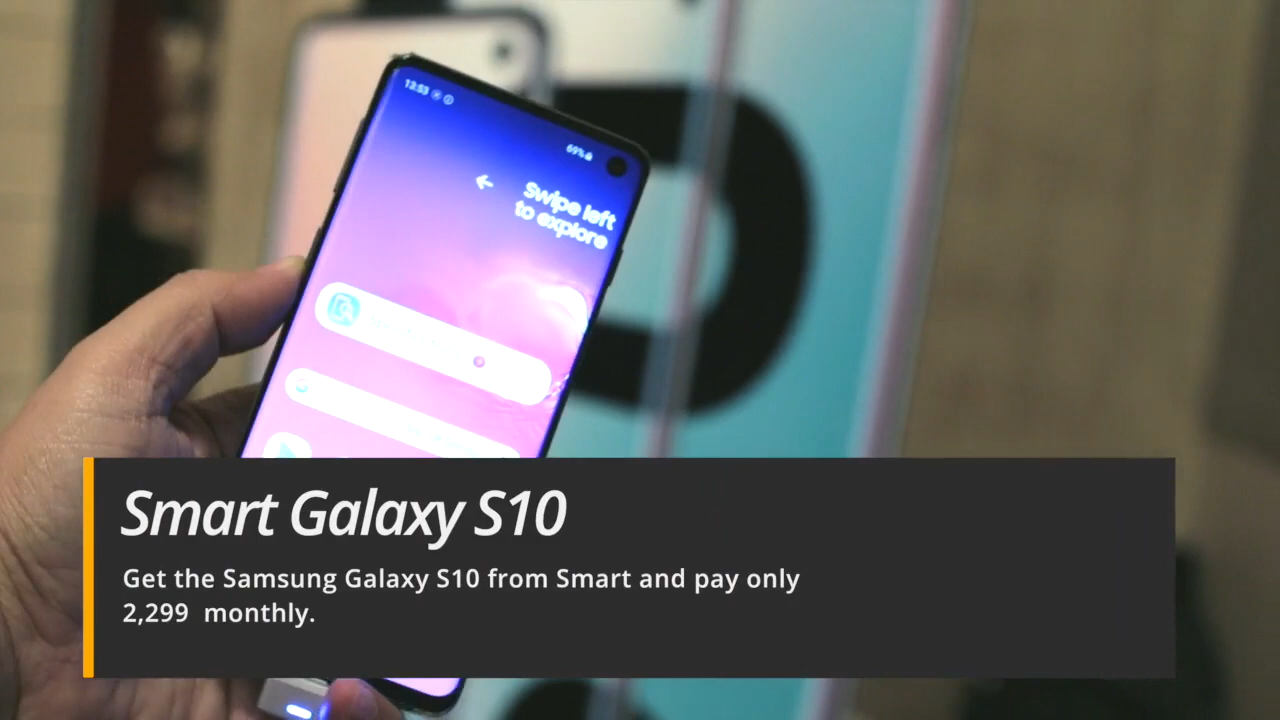 12:53
69%
Swipe left
to explore
Smart Galaxy S10
Get the Samsung Galaxy S10 from Smart and pay only
2,299 monthly.